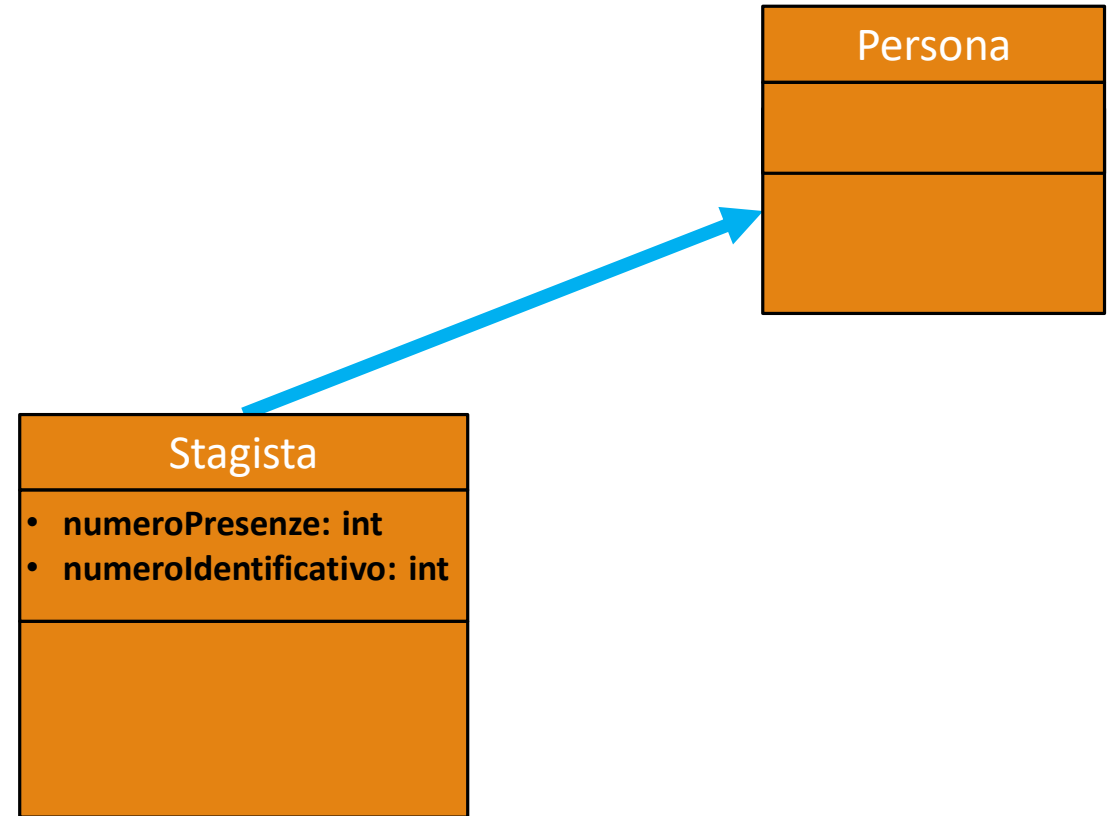 Persona
Stagista
• numeroPresenze: int
• numeroIdentificativo: int